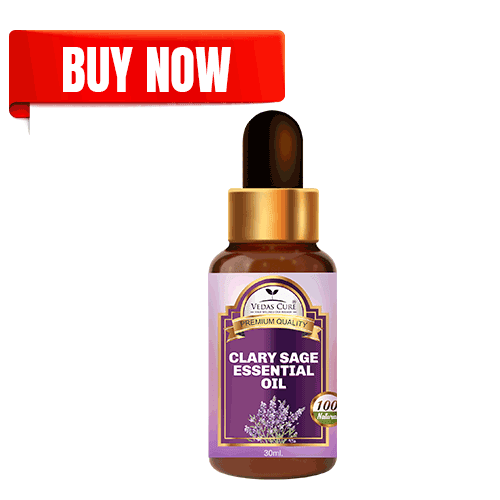 BUY NOW
VEDAS CURE
PREMIUM QUALITY
CLARY SAGE
ESSENTIAL
OIL
100
30ml.